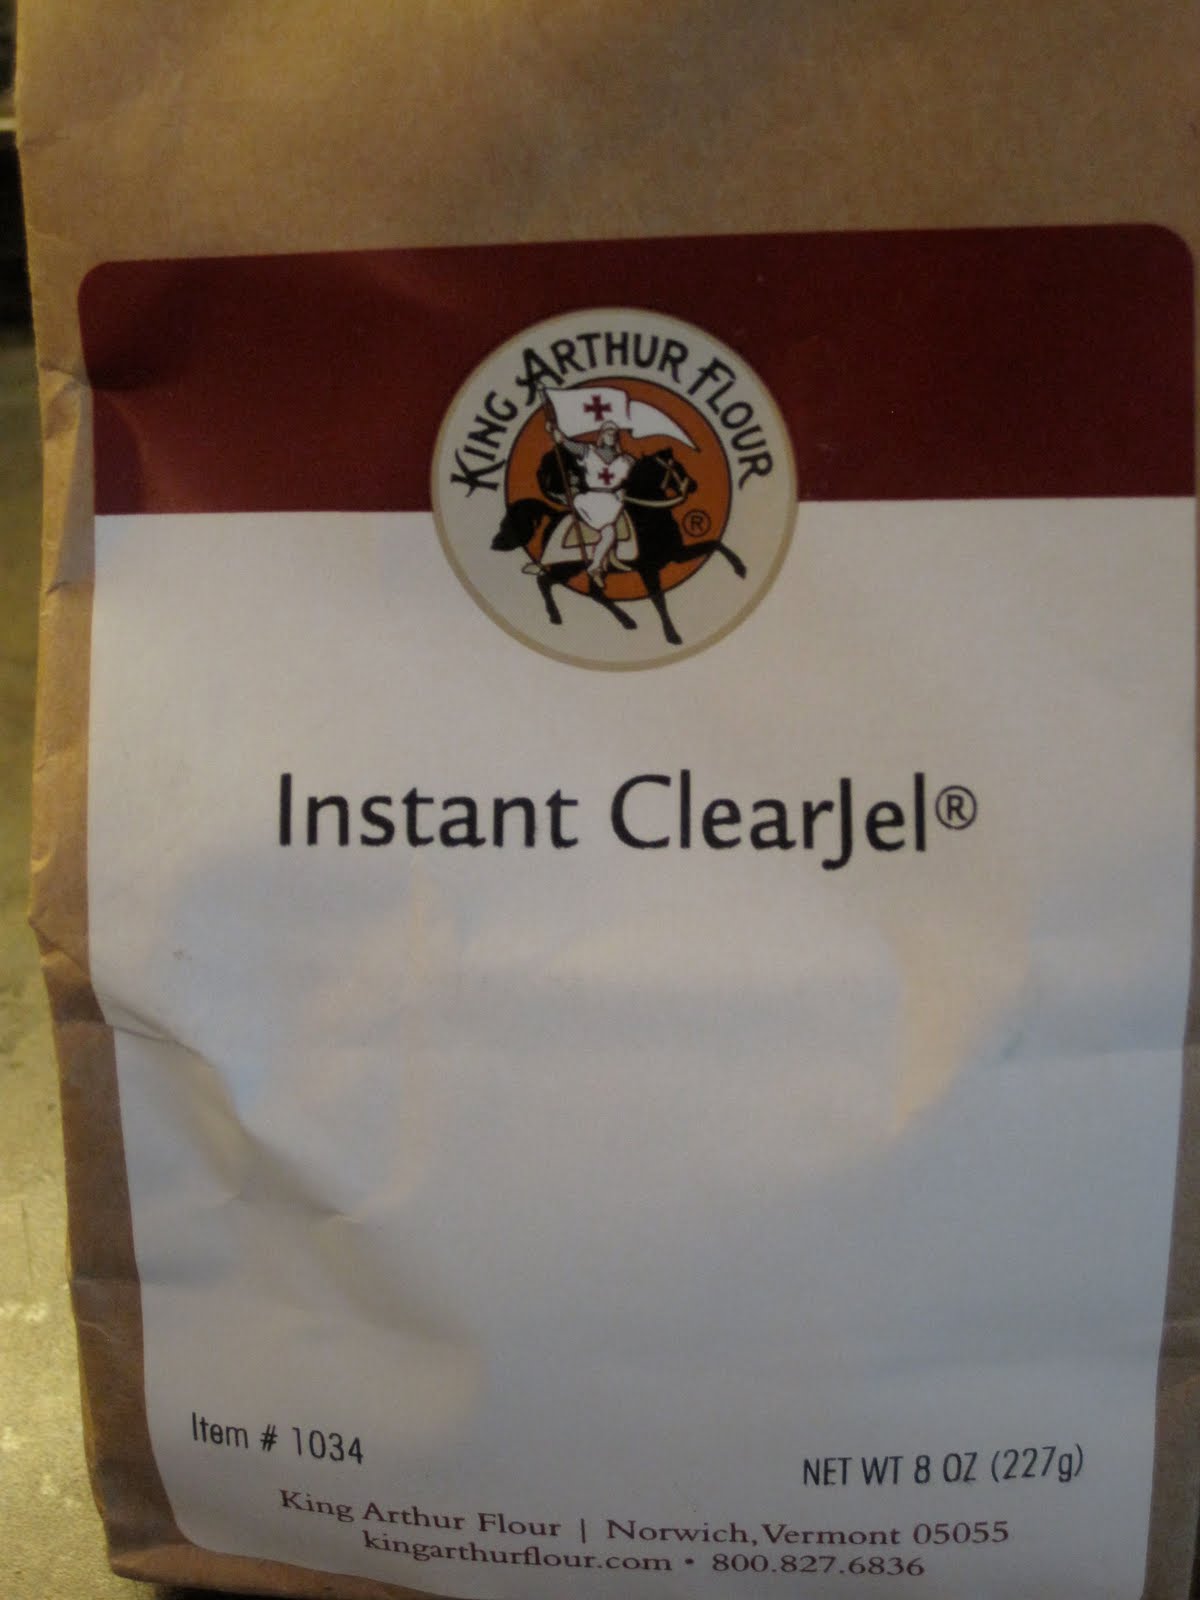 KING ARTHUR FLOUR
®
Instant ClearJel®
Item # 1034
NET WT 8 OZ (227g)
King Arthur Flour | Norwich, Vermont 05055
kingarthurflour.com • 800.827.6836